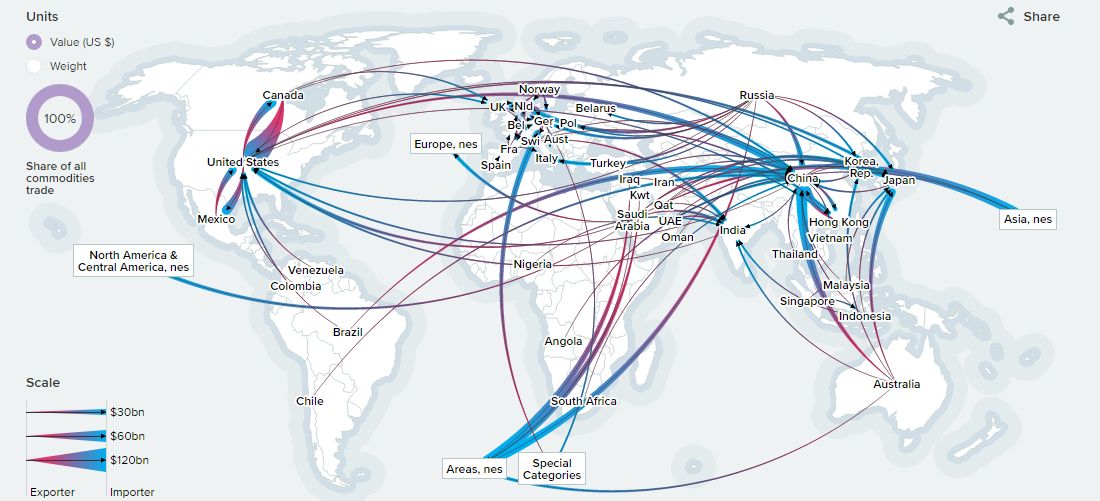 Units
Share
Value (US $)
Weight
100%
Share of all
commodities
trade
Canada
United States
Mexico
North America &
Central America, nes
Venezuela
Colombia
Brazil
Chile
Norway
UK
Nld
Belarus
Bel
Ger
Pol
Fra
Swi
Aust
Spain
Italy
Europe, nes
Turkey
Russia
Iraq
Iran
Kwt
Qat
Saudi
Arabia
UAE
Oman
India
China
Korea,
Rep.
Japan
Hong Kong
Vietnam
Thailand
Malaysia
Singapore
Indonesia
Asia, nes
Nigeria
Angola
South Africa
Australia
Areas, nes
Special
Categories
Scale
$30bn
$60bn
$120bn
Exporter
Importer